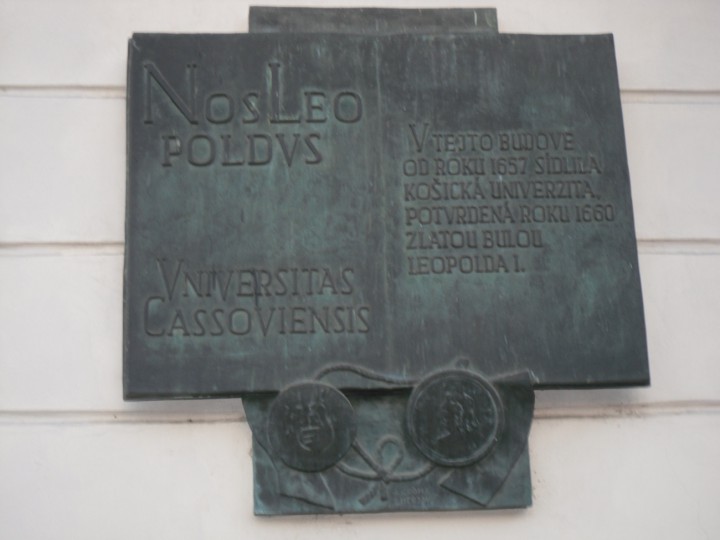 NosLeo
POLDVS
VNIVERSITAS
CASSOVIENSIS
V TEJTO BUDOVE
OD ROKU 1657 SÍDLILA
KOŠICKÁ UNIVERZITA,
POTVRDENÁ ROKU 1660
ZLATOU BULOU
LEOPOLDA I.